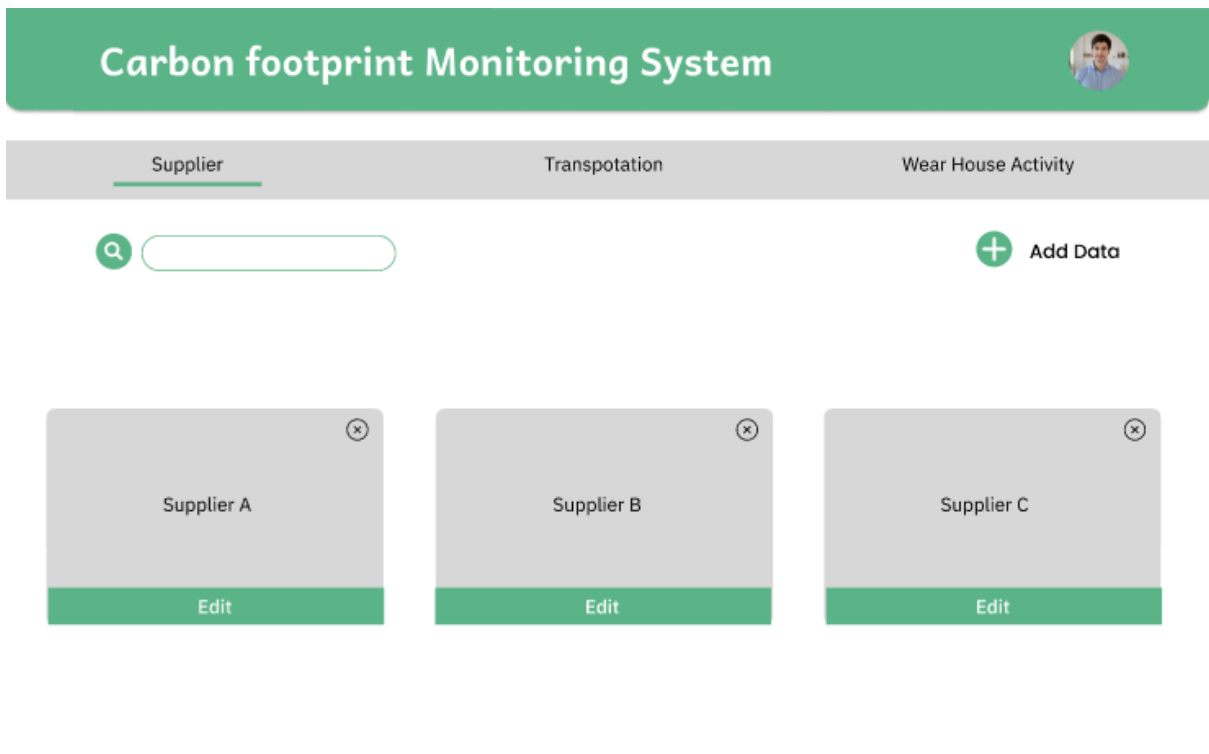 Carbon footprint Monitoring System
Supplier
Transpotation
Wear House Activity
Add Data
Supplier A
Supplier B
Supplier C
Edit
Edit
Edit